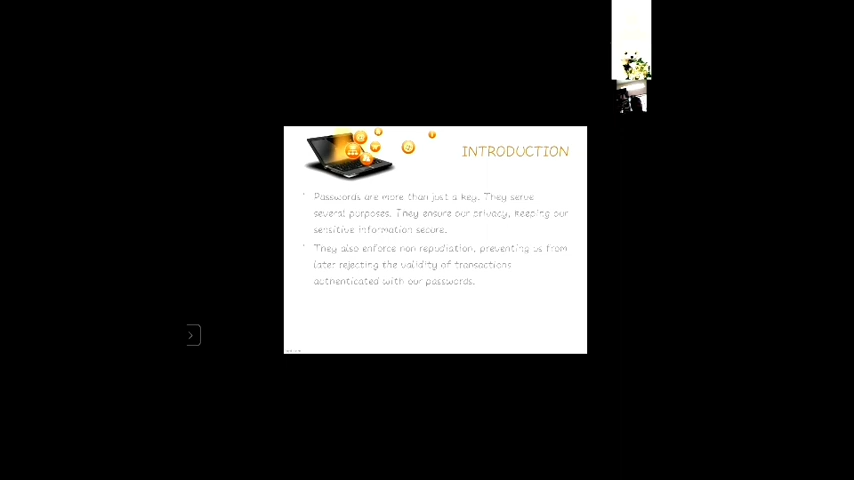 INTRODUCTION
Passwords are more than just a key. They serve
several purposes. They ensure our privacy, keeping our
sensitive information secure.
They also enforce non repudiation, preventing us from
later rejecting the validity of transactions
authenticated with our passwords.